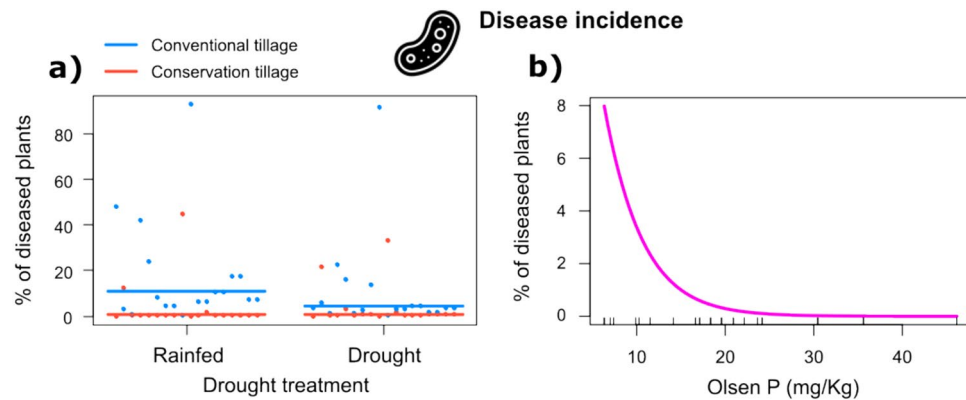 Disease incidence
Conventional tillage
Conservation tillage
a)
% of diseased plants
80
60
40
20
0
Rainfed
Drought
Drought treatment
b)
% of diseased plants
8
6
4
2
0
10
20
30
40
Olsen P (mg/Kg)